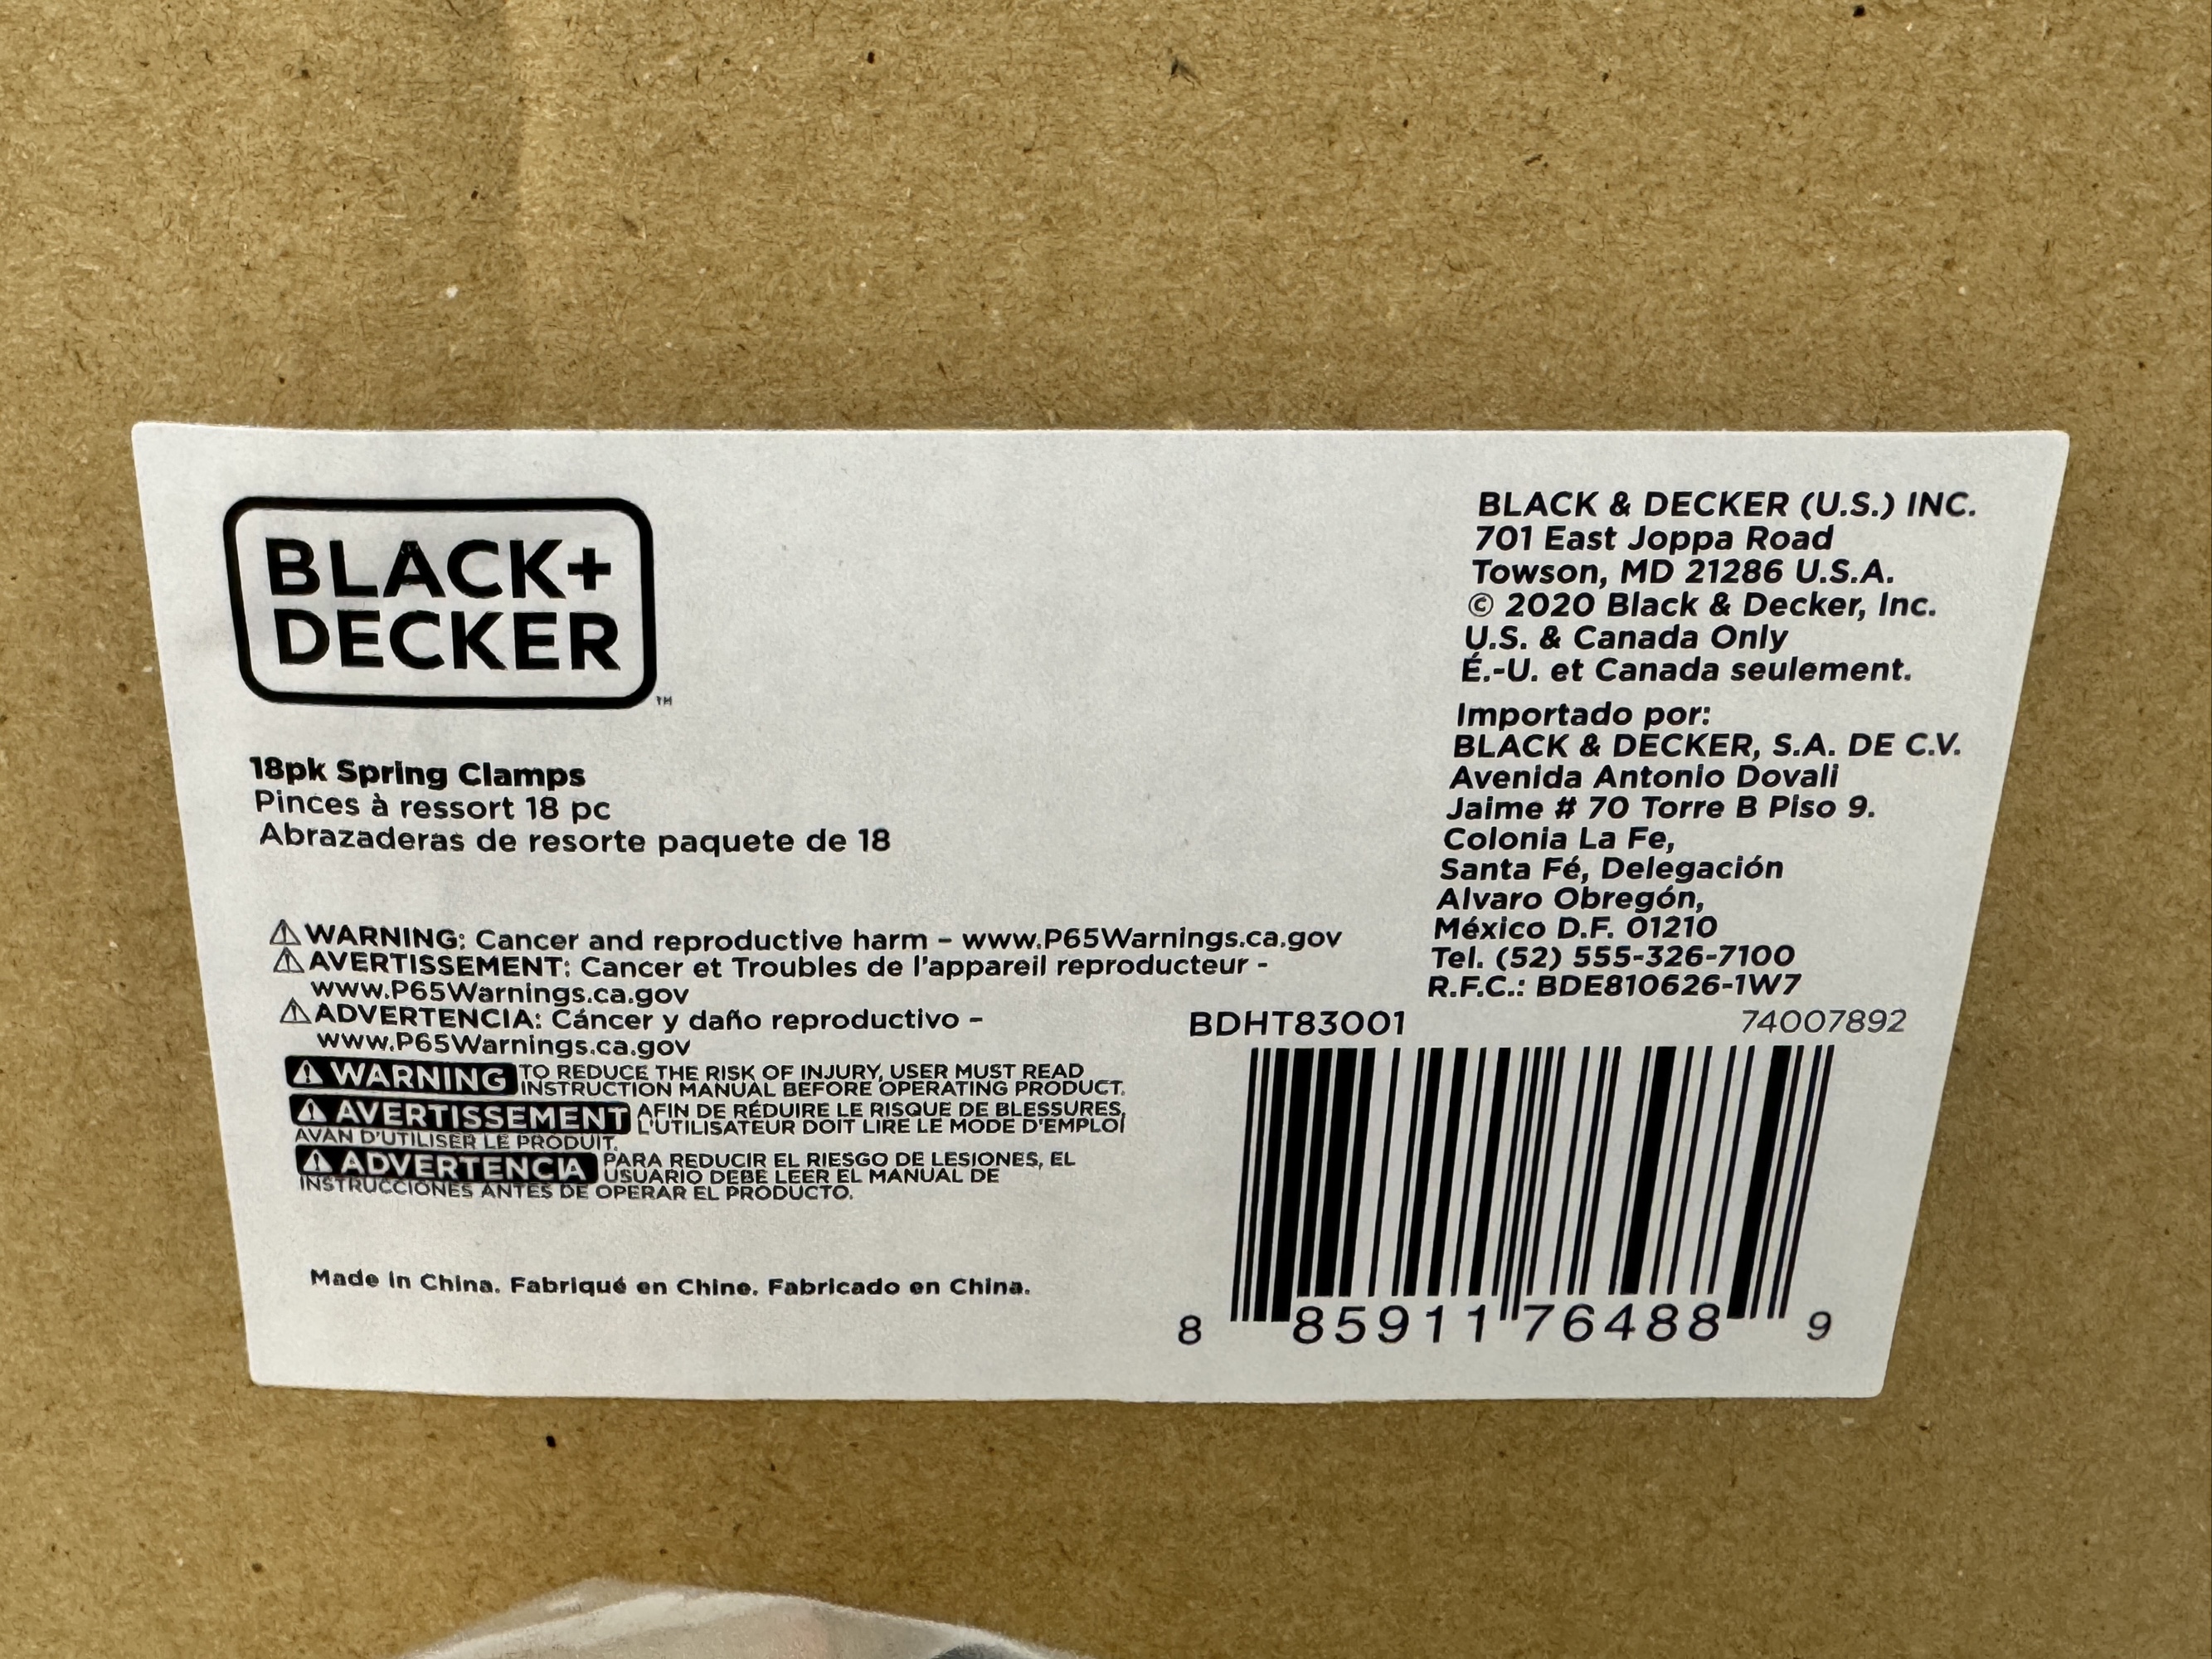 BLACK+
DECKER
TM
18pk Spring Clamps
Pinces à ressort 18 pc
Abrazaderas de resorte paquete de 18
⚠WARNING: Cancer and reproductive harm – www.P65Warnings.ca.gov
⚠AVERTISSEMENT: Cancer et Troubles de l'appareil reproducteur -
www.P65Warnings.ca.gov
⚠ADVERTENCIA: Cáncer y daño reproductivo –
www.P65Warnings.ca.gov
⚠ WARNING TO REDUCE THE RISK OF INJURY, USER MUST READ
INSTRUCTION MANUAL BEFORE OPERATING PRODUCT.
⚠ AVERTISSEMENT AFIN DE RÉDUIRE LE RISQUE DE BLESSURES,
L'UTILISATEUR DOIT LIRE LE MODE D'EMPLOI
AVAN D'UTILISER LE PRODUIT.
⚠ ADVERTENCIA PARA REDUCIR EL RIESGO DE LESIONES, EL
USUARIO DEBE LEER EL MANUAL DE
INSTRUCCIONES ANTES DE OPERAR EL PRODUCTO.
Made in China. Fabriqué en Chine. Fabricado en China.
BLACK & DECKER (U.S.) INC.
701 East Joppa Road
Towson, MD 21286 U.S.A.
© 2020 Black & Decker, Inc.
U.S. & Canada Only
É.-U. et Canada seulement.
Importado por:
BLACK & DECKER, S.A. DE C.V.
Avenida Antonio Dovali
Jaime # 70 Torre B Piso 9.
Colonia La Fe,
Santa Fé, Delegación
Alvaro Obregón,
México D.F. 01210
Tel. (52) 555-326-7100
R.F.C.: BDE810626-1W7
BDHT83001 74007892
8 85911 76488 9